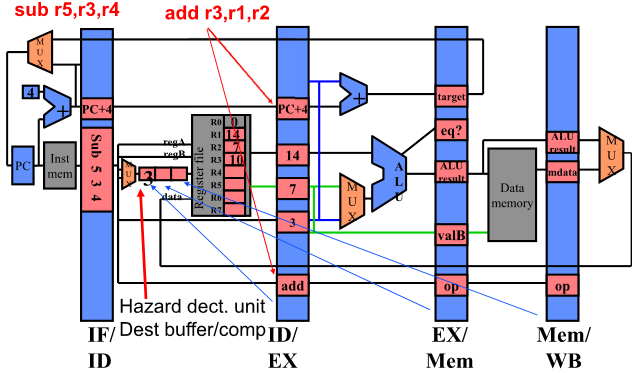 sub r5,r3,r4
add r3,r1,r2
M
U
X
4
+
PC+4
PC+4
+
target
eq?
PC
Inst
mem
Sub 5 3 4
regA
regB
M
U
X
3
data
Register file
R0 0
R1 14
R2 7
R3 10
R4
R5
R6
R7
14
7
3
M
U
X
A
L
U
ALU
result
ALU
result
mdata
M
U
X
Data
memory
valB
add
op
op
Hazard dect. unit
Dest buffer/comp
IF/
ID
ID/
EX
EX/
Mem
Mem/
WB